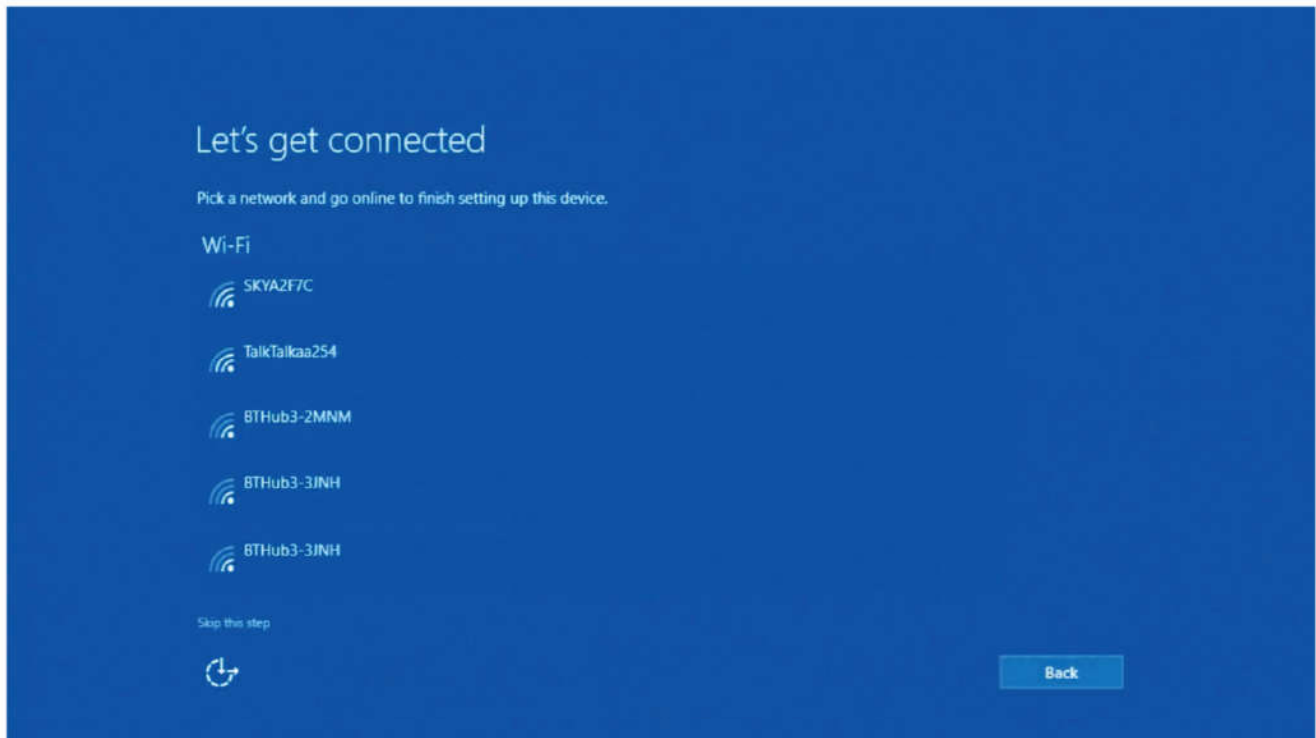 Let's get connected
Pick a network and go online to finish setting up this device.
Wi-Fi
SKYA2F7C
TalkTalkaa254
BTHub3-2MNM
BTHub3-3JNH
BTHub3-3JNH
Skip this step
Back